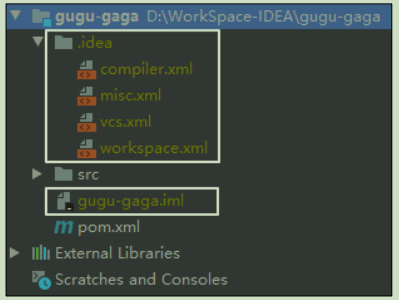 gugu-gaga D:\WorkSpace-IDEA\gugu-gaga
.idea
compiler.xml
misc.xml
vcs.xml
workspace.xml
src
gugu-gaga.iml
pom.xml
External Libraries
Scratches and Consoles